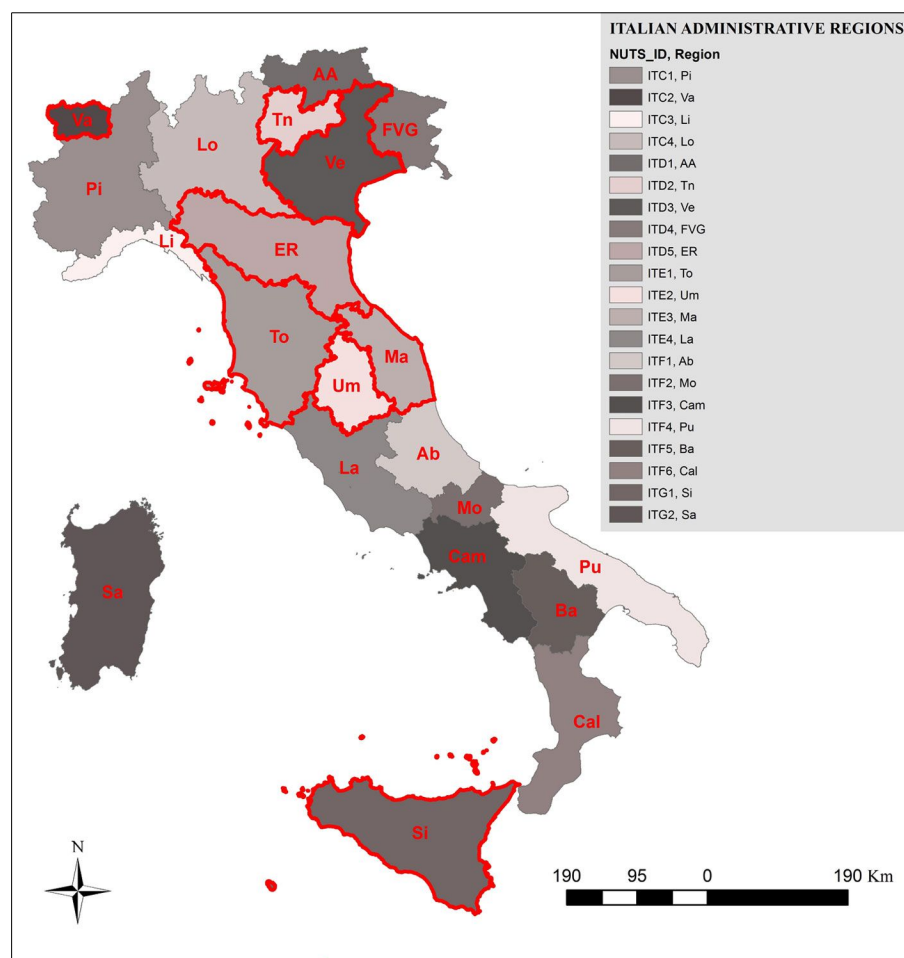 ITALIAN ADMINISTRATIVE REGIONS
NUTS_ID, Region
ITC1, Pi
ITC2, Va
ITC3, Li
ITC4, Lo
ITD1, AA
ITD2, Tn
ITD3, Ve
ITD4, FVG
ITD5, ER
ITE1, To
ITE2, Um
ITE3, Ma
ITE4, La
ITF1, Ab
ITF2, Mo
ITF3, Cam
ITF4, Pu
ITF5, Ba
ITF6, Cal
ITG1, Si
ITG2, Sa
AA
Va
Tn
FVG
Lo
Ve
Pi
Li
ER
To
Ma
Um
Ab
La
Mo
Cam
Pu
Sa
Ba
Cal
Si
N
190 95 0 190 Km